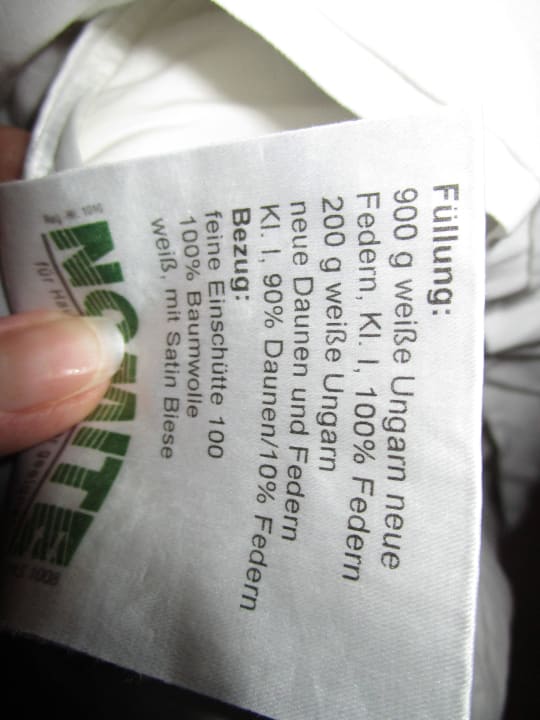 Füllung:
900 g weiße Ungarn neue
Federn, Kl. I, 100% Federn
200 g weiße Ungarn
neue Daunen und Federn
Kl. I, 90% Daunen/10% Federn
Bezug:
feine Einschütte 100
100% Baumwolle
weiß, mit Satin Biese
für